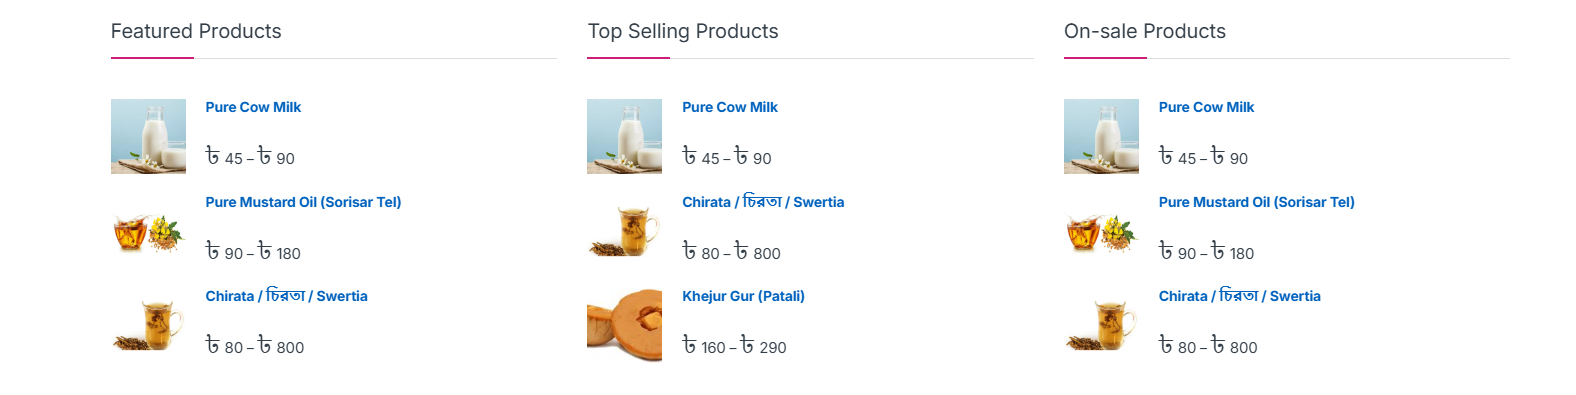 Featured Products
Pure Cow Milk
৳ 45 – ৳ 90
Pure Mustard Oil (Sorisar Tel)
৳ 90 – ৳ 180
Chirata / চিরতা / Swertia
৳ 80 – ৳ 800
Top Selling Products
Pure Cow Milk
৳ 45 – ৳ 90
Chirata / চিরতা / Swertia
৳ 80 – ৳ 800
Khejur Gur (Patali)
৳ 160 – ৳ 290
On-sale Products
Pure Cow Milk
৳ 45 – ৳ 90
Pure Mustard Oil (Sorisar Tel)
৳ 90 – ৳ 180
Chirata / চিরতা / Swertia
৳ 80 – ৳ 800